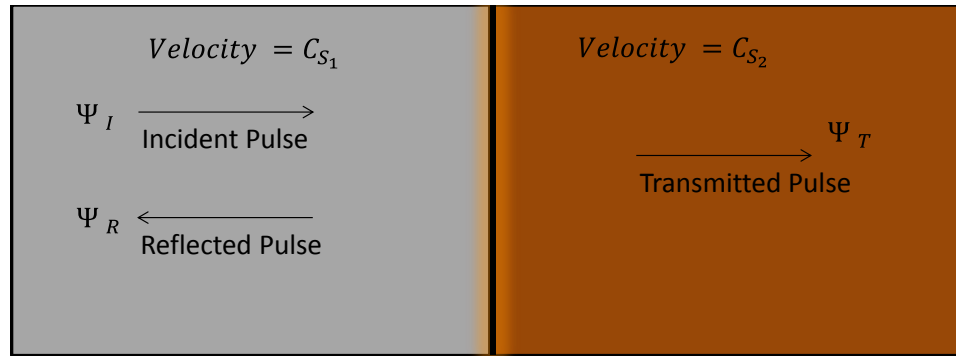 Velocity = C_{S_1}
Ψ_I
Incident Pulse
Ψ_R
Reflected Pulse
Velocity = C_{S_2}
Ψ_T
Transmitted Pulse